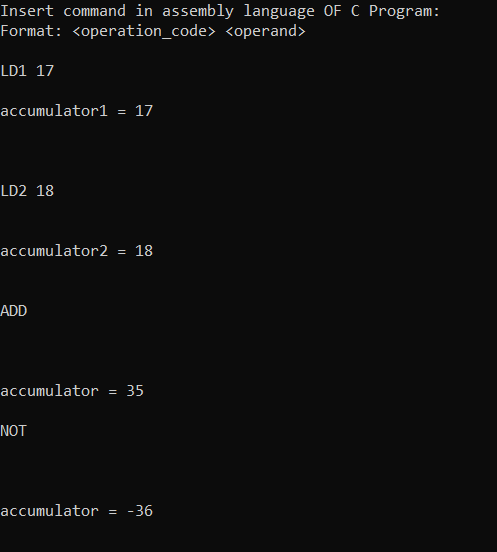 Insert command in assembly language OF C Program:
Format: <operation_code> <operand>
LD1 17
accumulator1 = 17
LD2 18
accumulator2 = 18
ADD
accumulator = 35
NOT
accumulator = -36